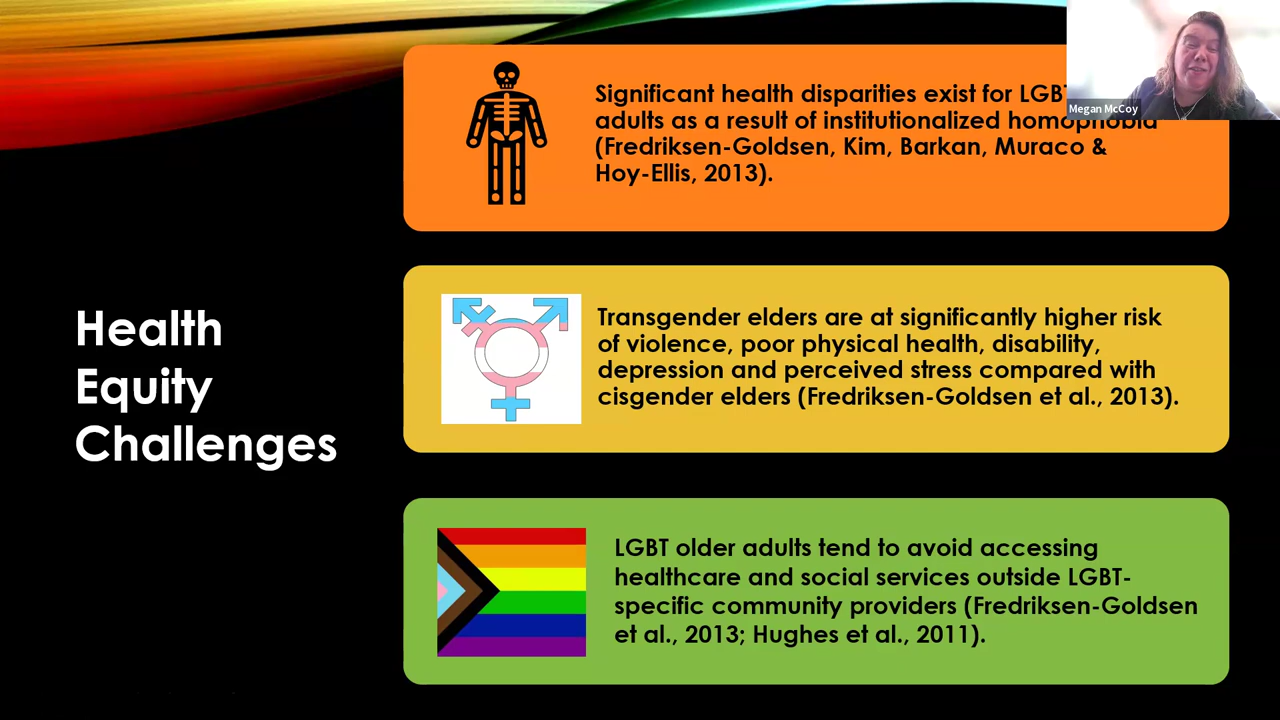 Health
Equity
Challenges
Significant health disparities exist for LGBT
adults as a result of institutionalized homophobia
(Fredriksen-Goldsen, Kim, Barkan, Muraco &
Hoy-Ellis, 2013).
Megan McCoy
Transgender elders are at significantly higher risk
of violence, poor physical health, disability,
depression and perceived stress compared with
cisgender elders (Fredriksen-Goldsen et al., 2013).
LGBT older adults tend to avoid accessing
healthcare and social services outside LGBT-
specific community providers (Fredriksen-Goldsen
et al., 2013; Hughes et al., 2011).